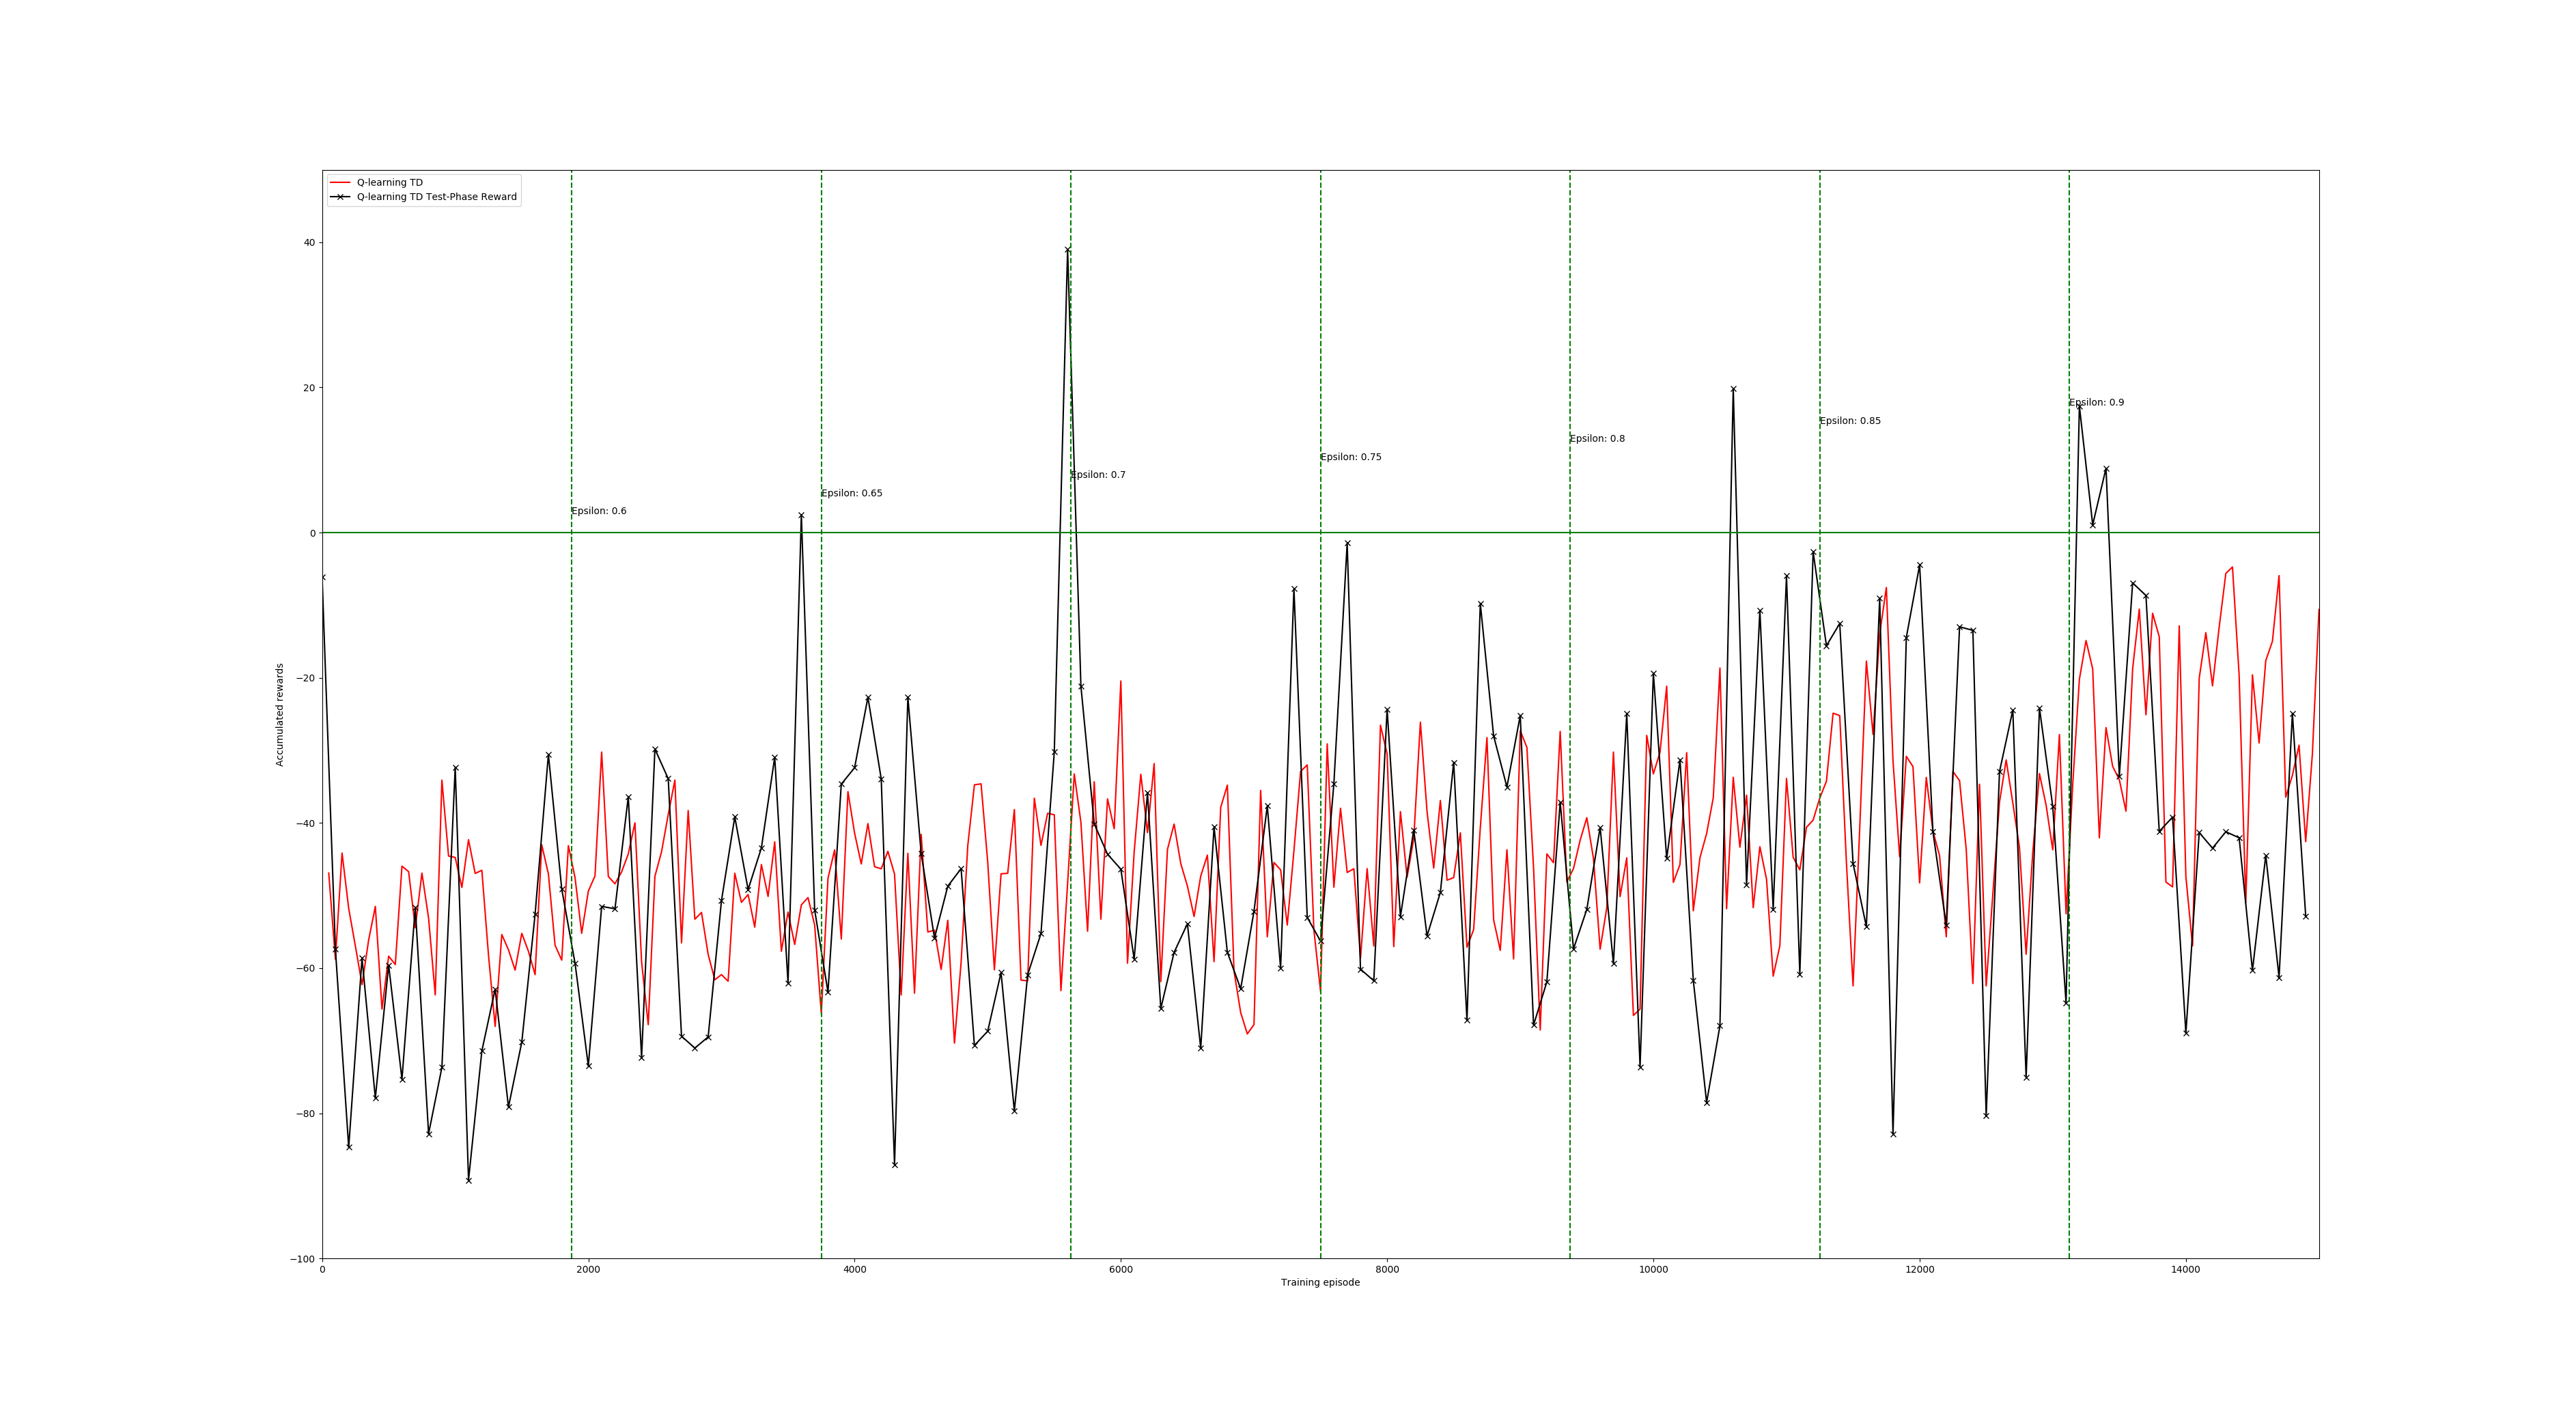 Q-learning TD
Q-learning TD Test-Phase Reward
40
20
Epsilon: 0.9
Epsilon: 0.85
Epsilon: 0.8
Epsilon: 0.75
Epsilon: 0.7
Epsilon: 0.65
Epsilon: 0.6
0
−20
Accumulated rewards
−40
−60
−80
−100
0 2000 4000 6000 8000 10000 12000 14000
Training episode